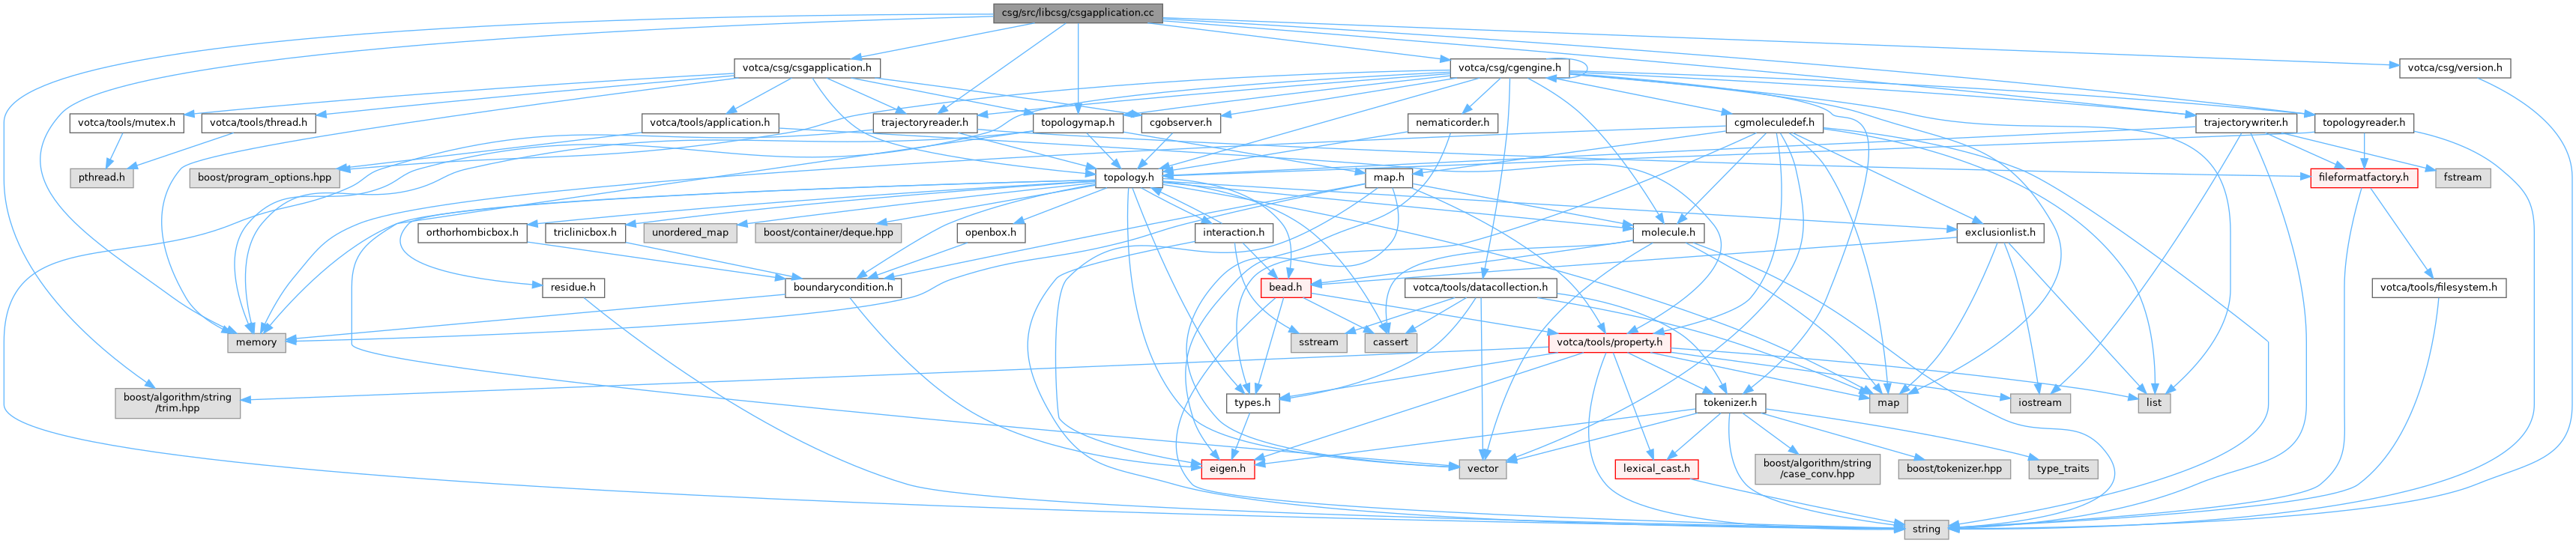 csg/src/libcsg/csgapplication.cc
votca/csg/csgapplication.h
votca/csg/cgengine.h
votca/csg/version.h
votca/tools/mutex.h
votca/tools/thread.h
votca/tools/application.h
trajectoryreader.h
topologymap.h
cgobserver.h
nematicorder.h
cgmoleculedef.h
trajectorywriter.h
topologyreader.h
pthread.h
boost/program_options.hpp
topology.h
map.h
fileformatfactory.h
fstream
orthorhombicbox.h
triclinicbox.h
unordered_map
boost/container/deque.hpp
openbox.h
interaction.h
molecule.h
exclusionlist.h
residue.h
boundarycondition.h
bead.h
votca/tools/datacollection.h
votca/tools/filesystem.h
memory
sstream
cassert
votca/tools/property.h
boost/algorithm/string
/trim.hpp
types.h
tokenizer.h
map
iostream
list
eigen.h
vector
lexical_cast.h
boost/algorithm/string
/case_conv.hpp
boost/tokenizer.hpp
type_traits
string